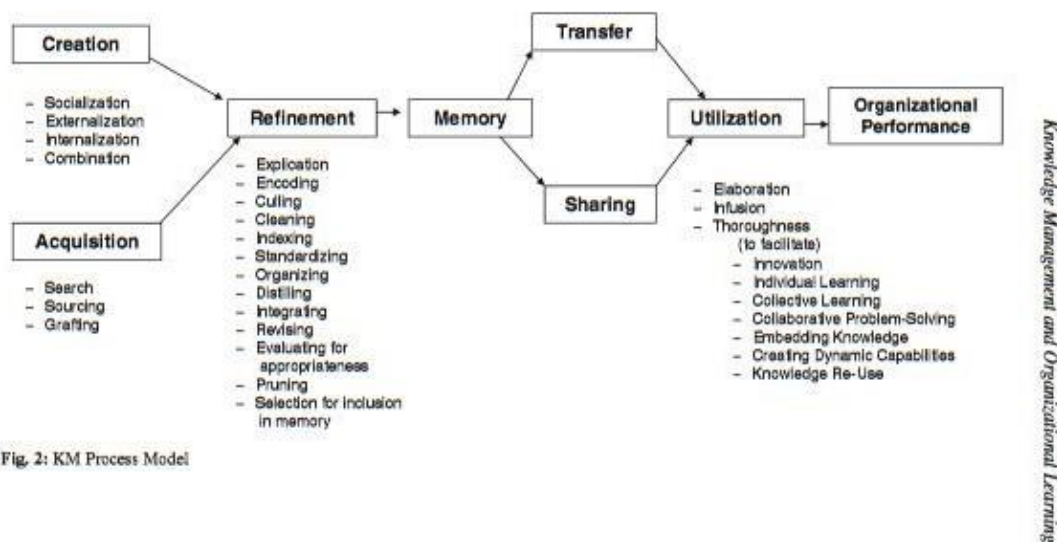 Creation
– Socialization
– Externalization
– Internalization
– Combination
Acquisition
– Search
– Sourcing
– Grafting
Refinement
– Explication
– Encoding
– Culling
– Cleaning
– Indexing
– Standardizing
– Organizing
– Distilling
– Integrating
– Revising
– Evaluating for
appropriateness
– Pruning
– Selection for inclusion
in memory
Memory
Transfer
Sharing
Utilization
– Elaboration
– Infusion
– Thoroughness
(to facilitate)
– Innovation
– Individual Learning
– Collective Learning
– Collaborative Problem-Solving
– Embedding Knowledge
– Creating Dynamic Capabilities
– Knowledge Re-Use
Organizational
Performance
Fig. 2: KM Process Model
Knowledge Management and Organizational Learning